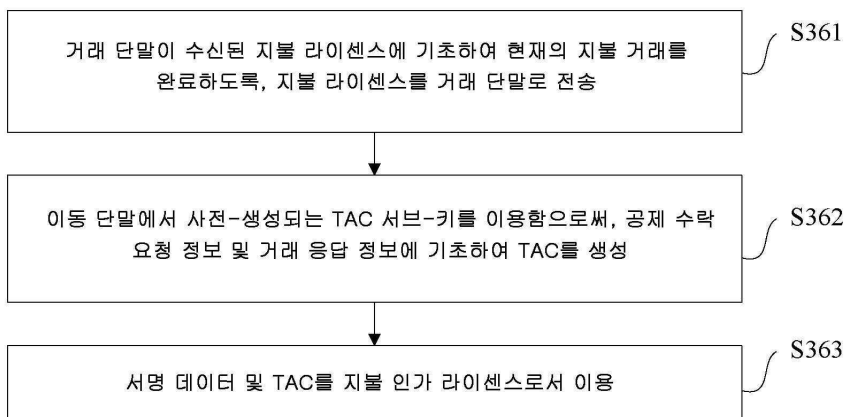 거래 단말이 수신된 지불 라이센스에 기초하여 현재의 지불 거래를
완료하도록, 지불 라이센스를 거래 단말로 전송
S361
이동 단말에서 사전-생성되는 TAC 서브-키를 이용함으로써, 공제 수락
요청 정보 및 거래 응답 정보에 기초하여 TAC를 생성
S362
서명 데이터 및 TAC를 지불 인가 라이센스로서 이용
S363